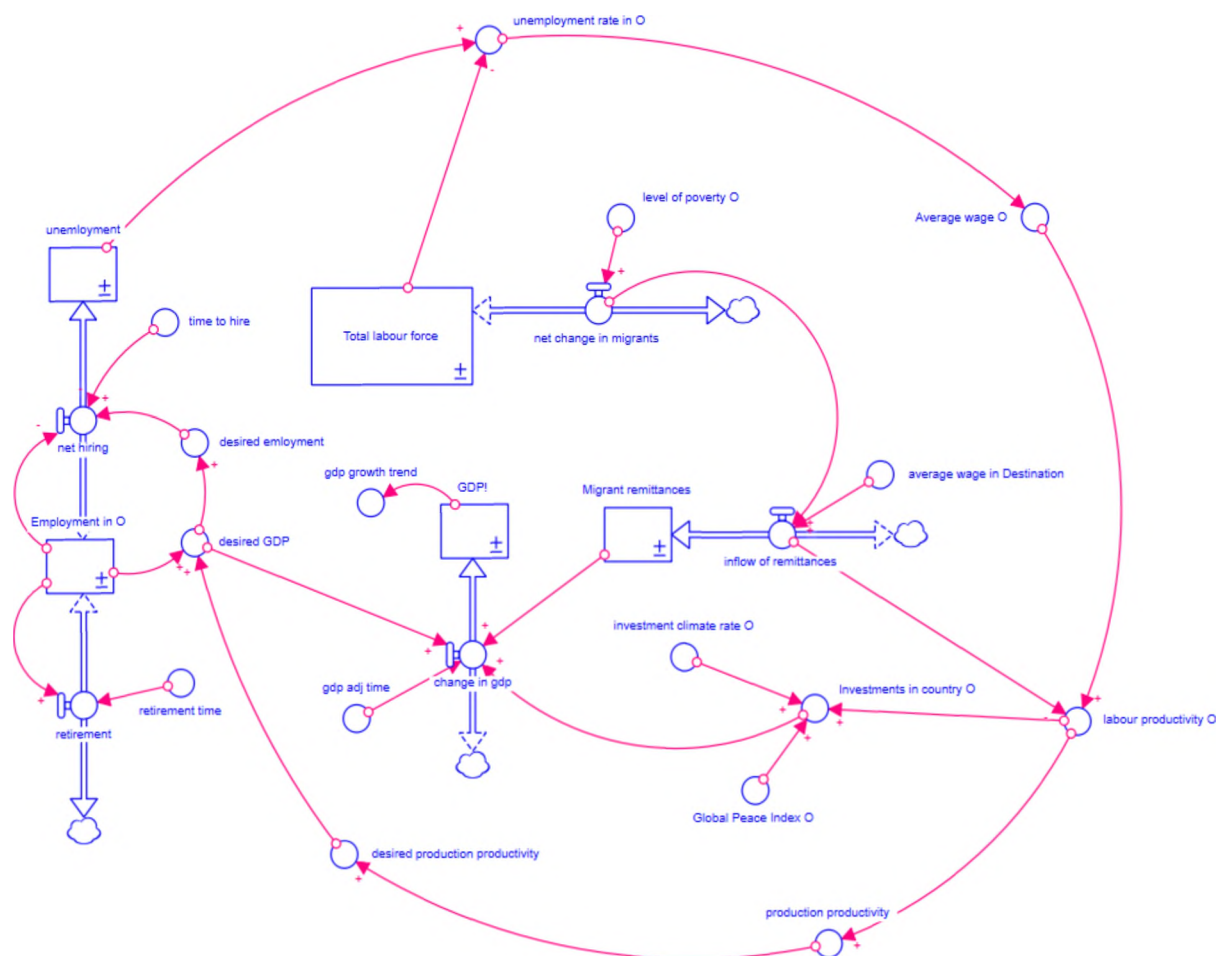 unemployment rate in O
level of poverty O
Average wage O
unemloyment
time to hire
Total labour force
net change in migrants
net hiring
desired emloyment
gdp growth trend
GDP!
Migrant remittances
average wage in Destination
Employment in O
desired GDP
inflow of remittances
investment climate rate O
gdp adj time
change in gdp
Investments in country O
retirement time
retirement
labour productivity O
Global Peace Index O
desired production productivity
production productivity